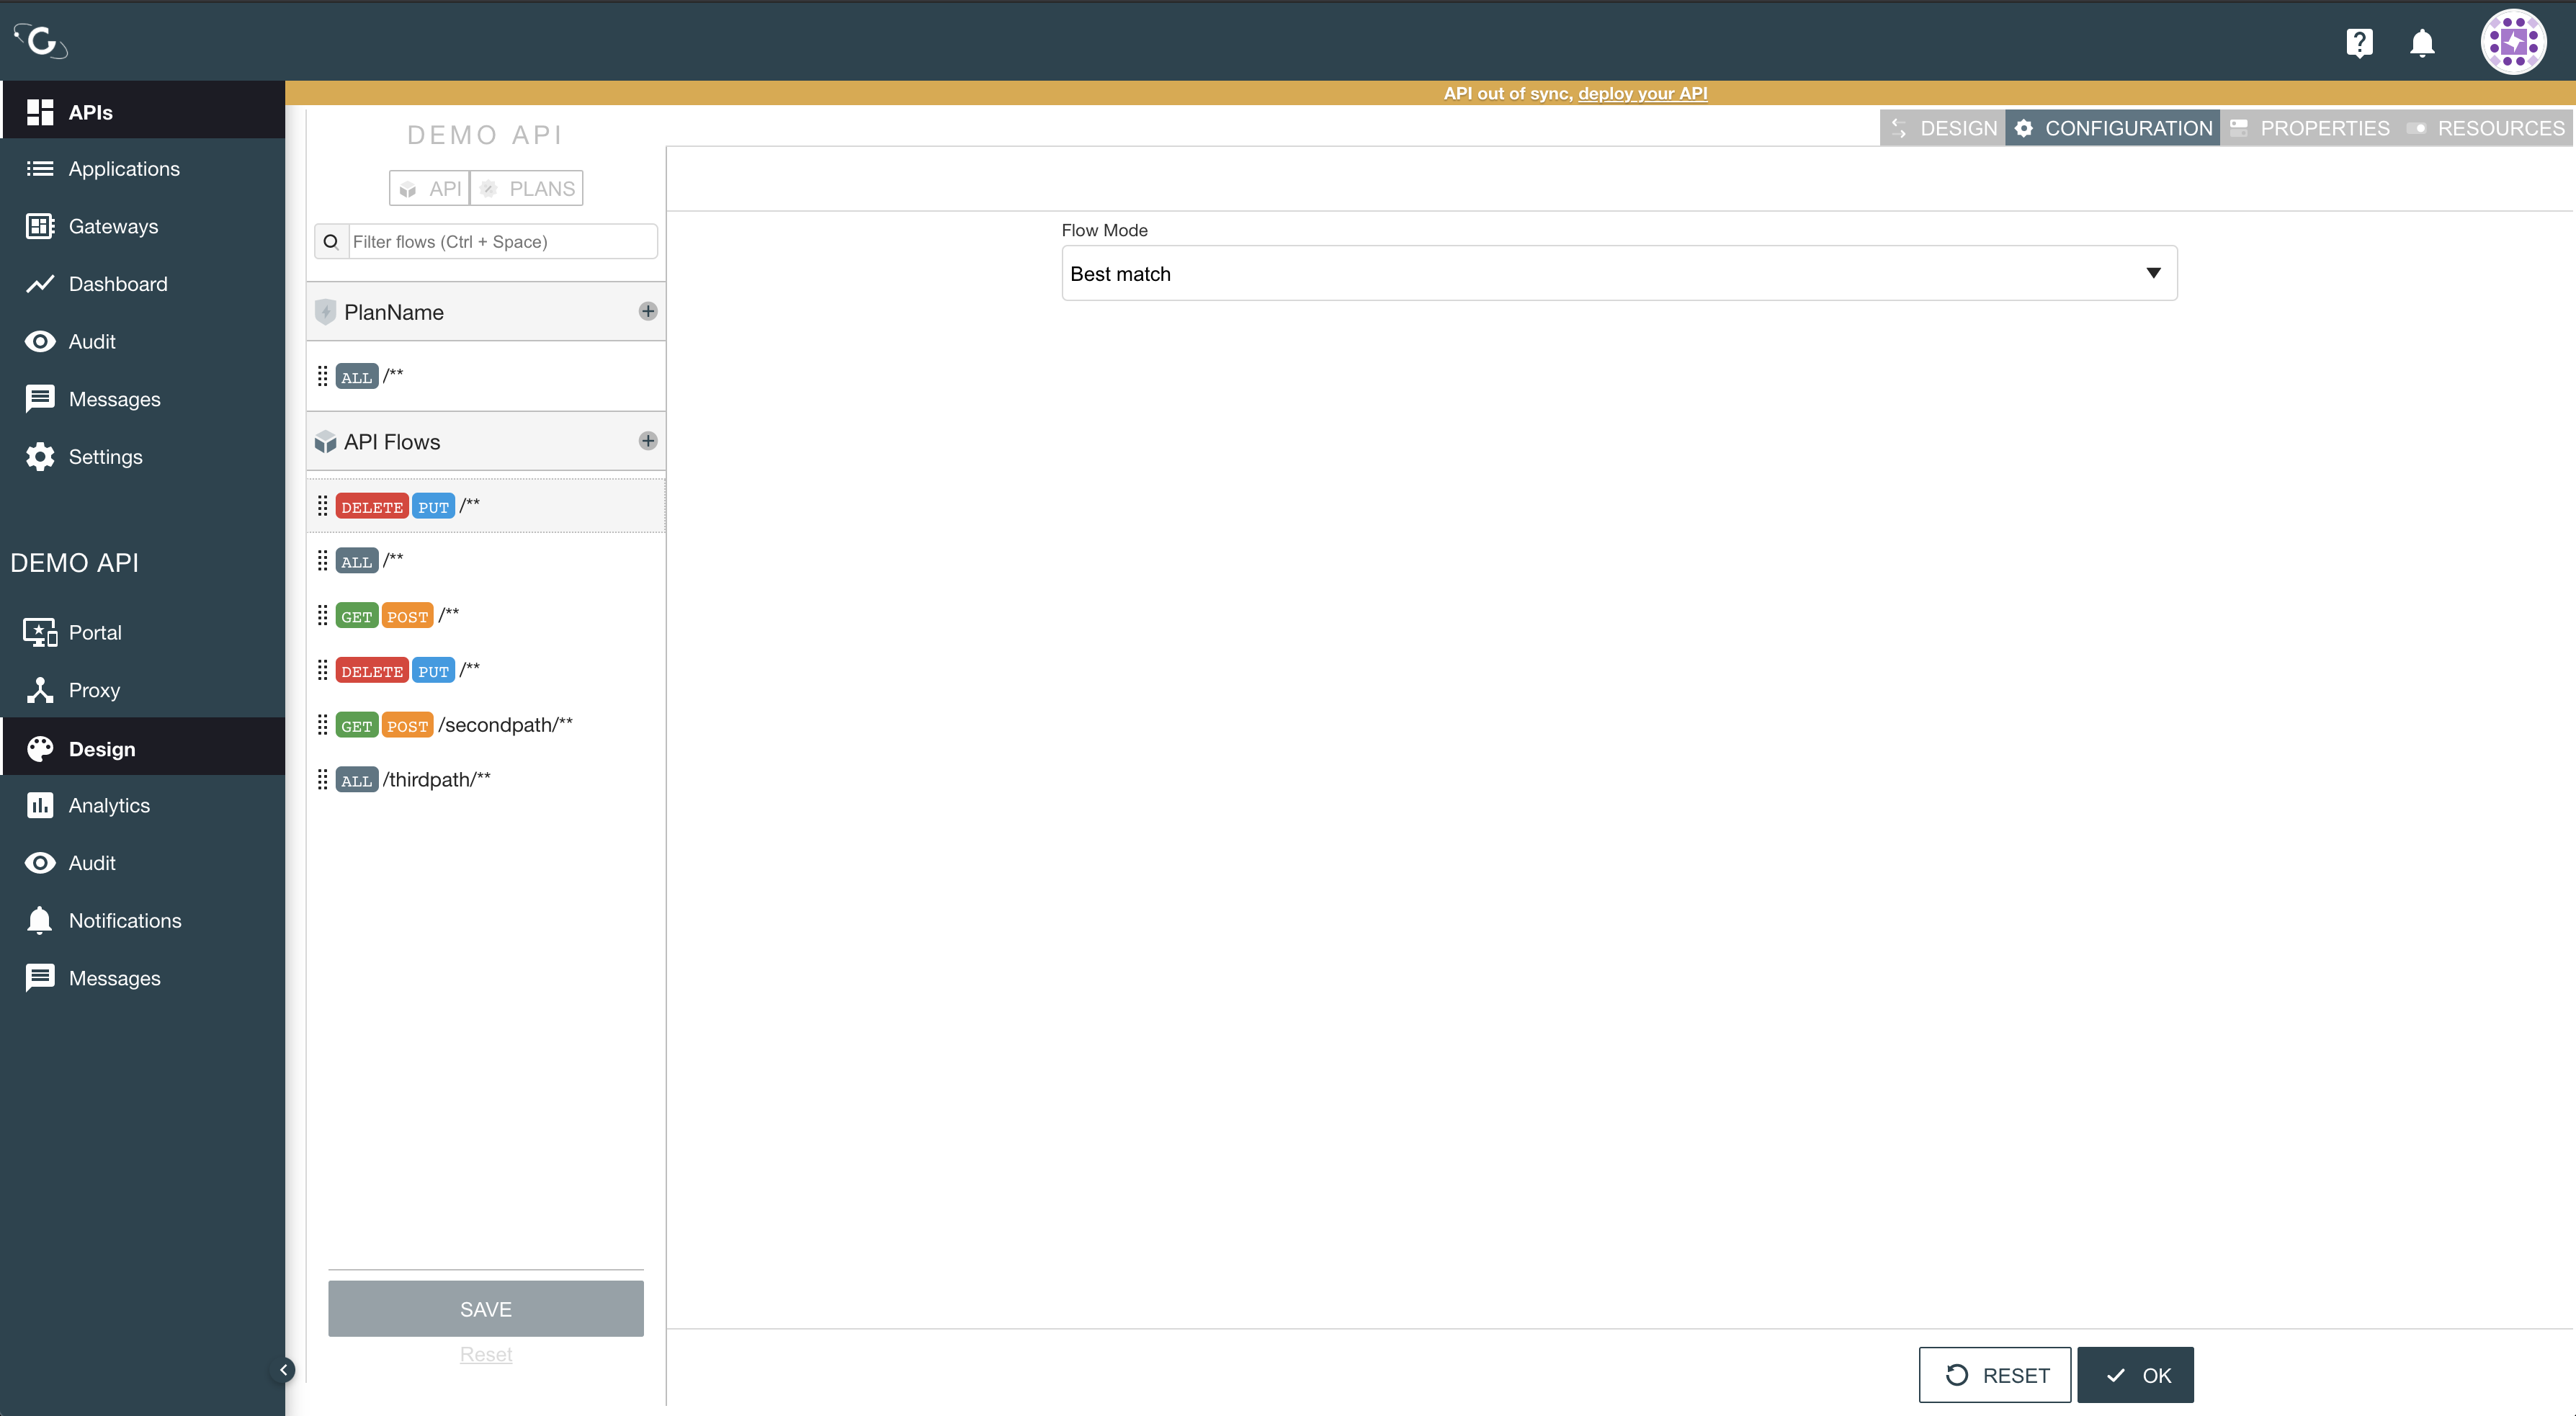 API out of sync, deploy your API
APIs
Applications
Gateways
Dashboard
Audit
Messages
Settings
DEMO API
Portal
Proxy
Design
Analytics
Audit
Notifications
Messages
DEMO API
API PLANS
Filter flows (Ctrl + Space)
PlanName
ALL /**
API Flows
DELETE PUT /**
ALL /**
GET POST /**
DELETE PUT /**
GET POST /secondpath/**
ALL /thirdpath/**
SAVE
Reset
DESIGN CONFIGURATION PROPERTIES RESOURCES
Flow Mode
Best match
RESET OK